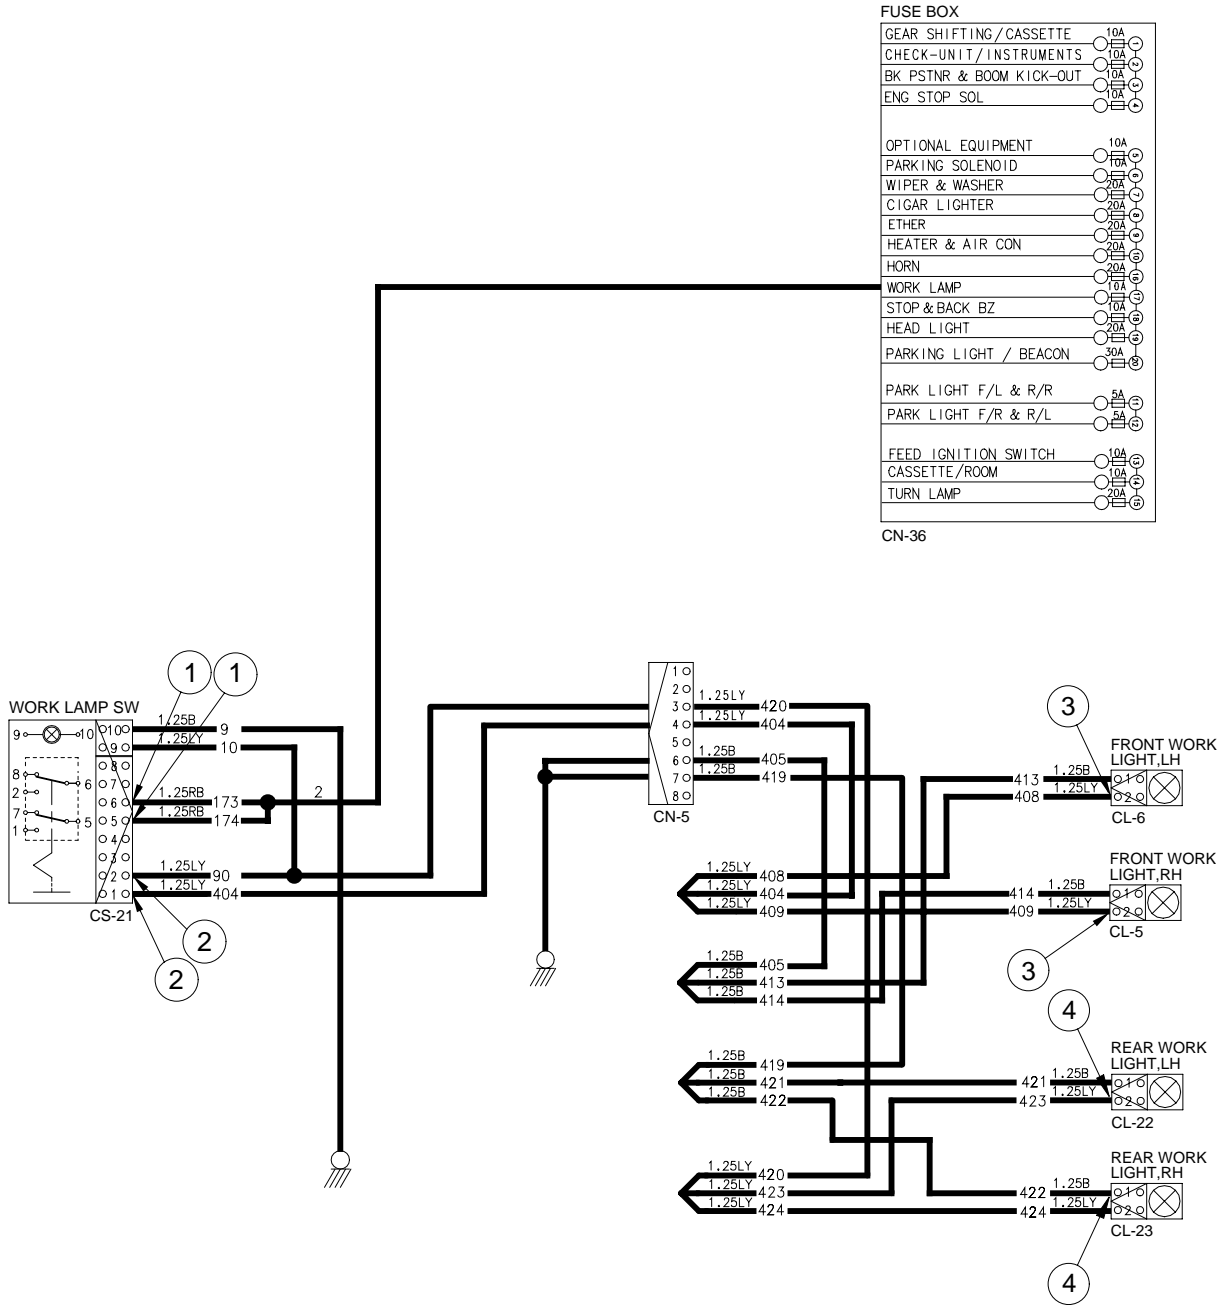 FUSE BOX
GEAR SHIFTING/CASSETTE 10A 1
CHECK-UNIT/INSTRUMENTS 10A 2
BK PSTNR & BOOM KICK-OUT 10A 3
ENG STOP SOL 10A 4
OPTIONAL EQUIPMENT 10A 5
PARKING SOLENOID 10A 6
WIPER & WASHER 20A 7
CIGAR LIGHTER 20A 8
ETHER 20A 9
HEATER & AIR CON 20A 10
HORN 20A 16
WORK LAMP 10A 17
STOP & BACK BZ 10A 18
HEAD LIGHT 20A 19
PARKING LIGHT / BEACON 30A 20
PARK LIGHT F/L & R/R 5A 11
PARK LIGHT F/R & R/L 5A 12
FEED IGNITION SWITCH 10A 13
CASSETTE/ROOM 10A 14
TURN LAMP 20A 15
CN-36
1 1
WORK LAMP SW
9 10 10 1.25B 9
9 1.25LY 10
8 6 8
2 7
6 1.25RB 173 2
7 5 5 1.25RB 174
1 4
3
2 1.25LY 90
1 1.25LY 404
CS-21
2
2
1
2
3 1.25LY 420
4 1.25LY 404
5
6 1.25B 405
7 1.25B 419
8
CN-5
3
FRONT WORK
LIGHT,LH
413 1.25B 1
408 1.25LY 2
CL-6
FRONT WORK
LIGHT,RH
1.25LY 408
1.25LY 404 414 1.25B 1
1.25LY 409 409 1.25LY 2
CL-5
3
1.25B 405
1.25B 413
1.25B 414
4
REAR WORK
LIGHT,LH
1.25B 419
1.25B 421 421 1.25B 1
1.25B 422 423 1.25LY 2
CL-22
REAR WORK
LIGHT,RH
1.25LY 420
1.25LY 423 422 1.25B 1
1.25LY 424 424 1.25LY 2
CL-23
4